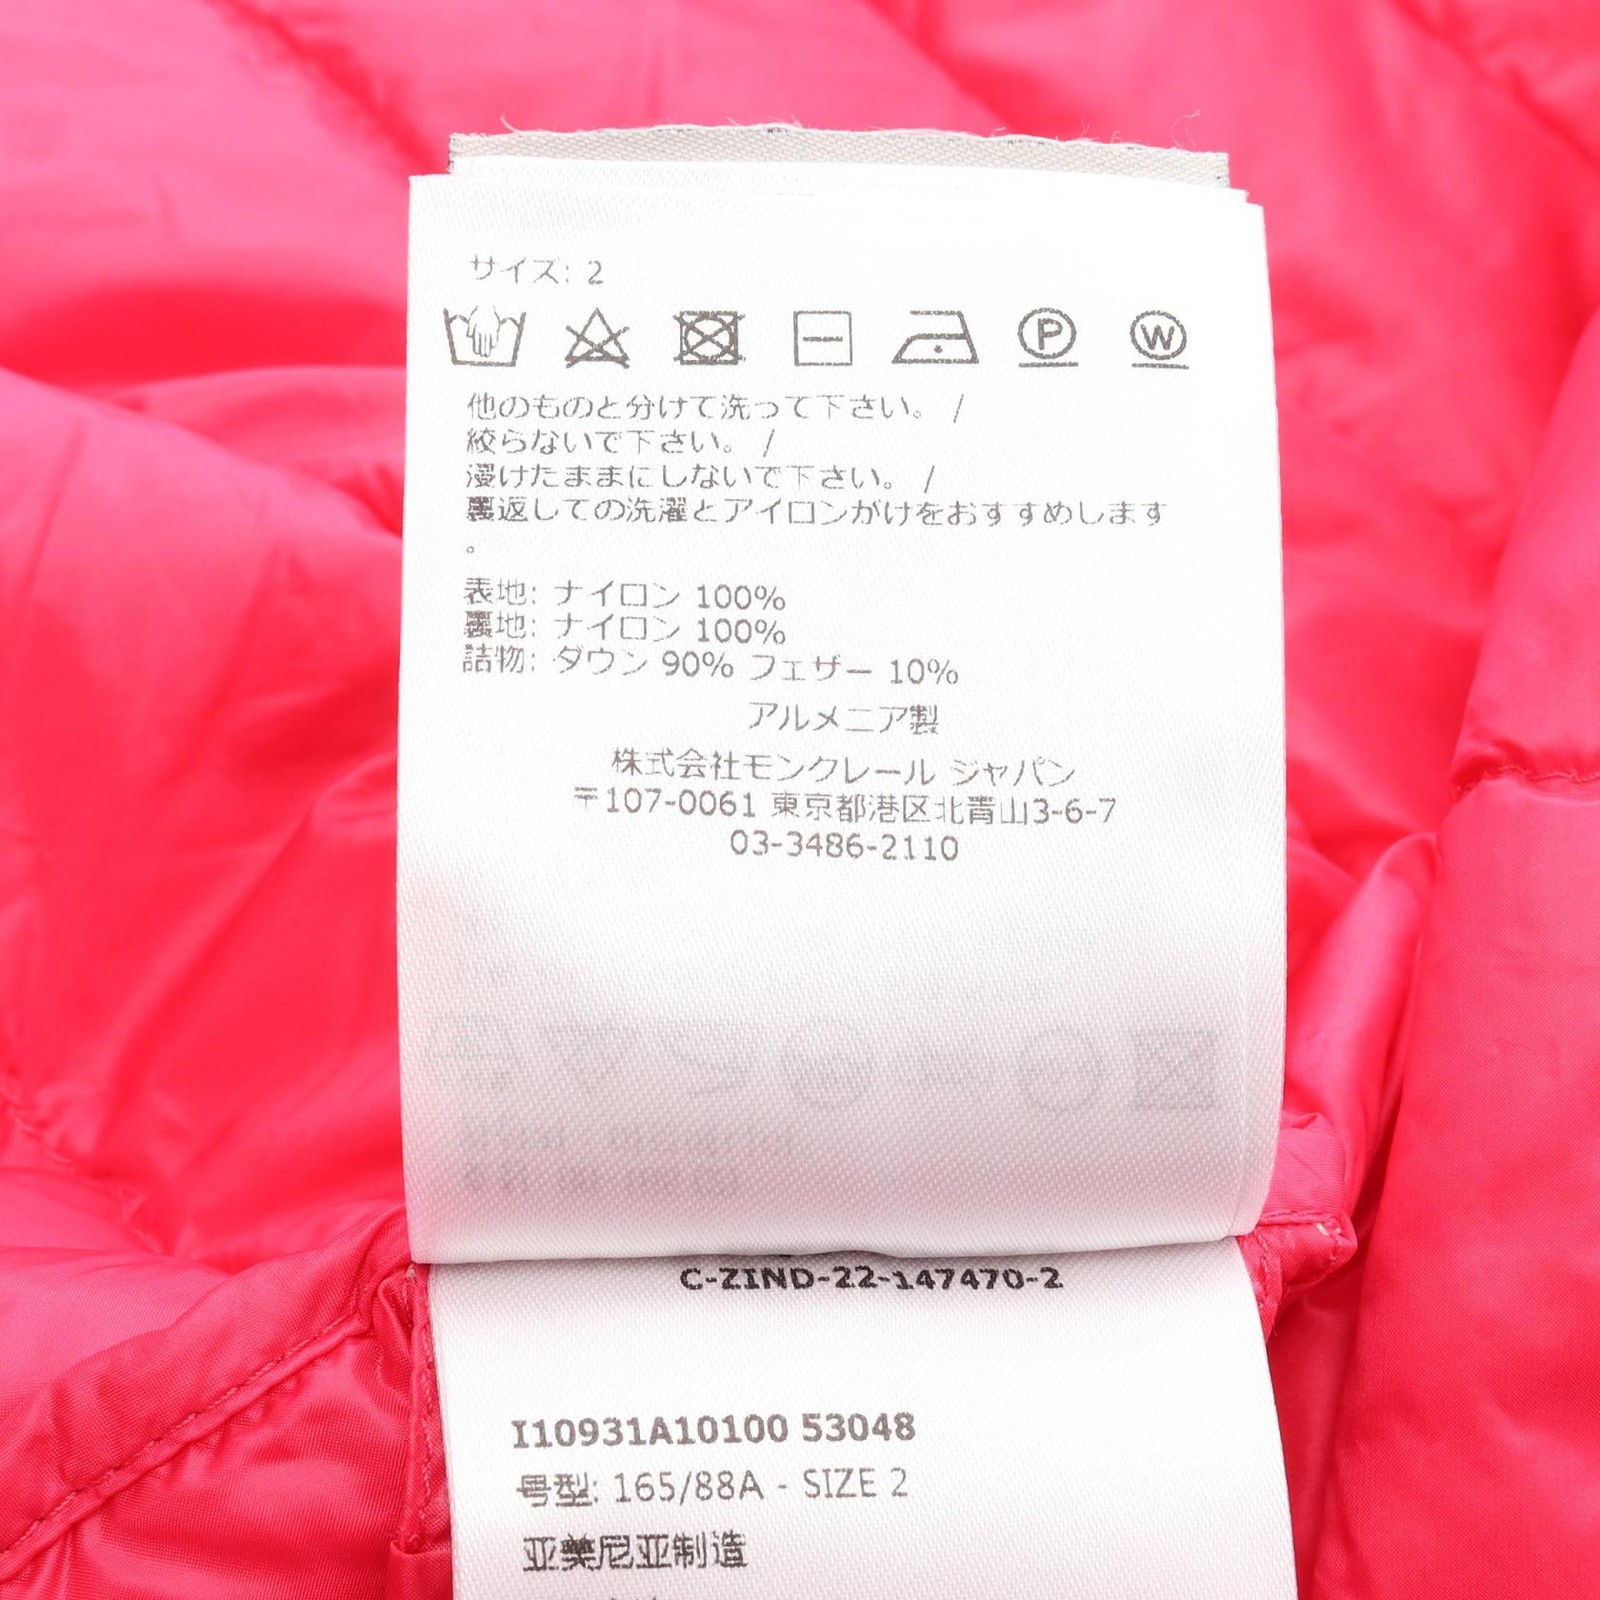 サイズ: 2
P W
他のものと分けて洗って下さい。 /
絞らないで下さい。 /
浸けたままにしないで下さい。 /
裏返しての洗濯とアイロンがけをおすすめします
。
表地: ナイロン 100%
裏地: ナイロン 100%
詰物: ダウン 90% フェザー 10%
アルメニア製
株式会社モンクレール ジャパン
〒107-0061 東京都港区北青山3-6-7
03-3486-2110
C-ZIND-22-147470-2
I10931A10100 53048
号型: 165/88A - SIZE 2
亚美尼亚制造